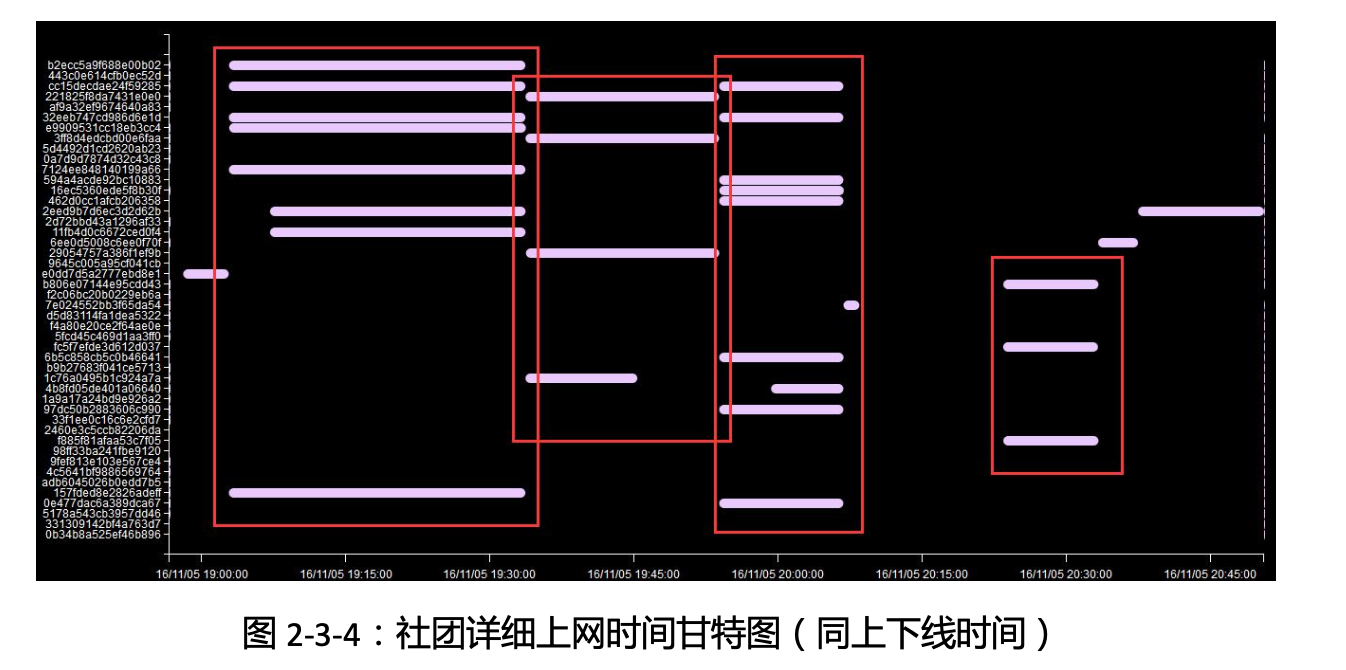 b2ecc5a9f688e00b02
443c0e614cfb0ec52d
cc15decdae24f59285
221825f8da7431e0e0
af9a32ef9674640a83
32eeb747cd986d6e1d
e9909531cc18eb3cc4
3ff8d4edcbd00e6faa
5d4492d1cd2620ab23
0a7d9d7874d32c43c8
7124ee848140199a66
594a4acde92bc10883
16ec5360ede5f8b30f
462d0cc1afcb206358
2eed9b7d6ec3d2d62b
2d72bbd43a1296af33
11fb4d0c6672ced0f4
6ee0d5008c6ee0f70f
29054757a386f1ef9b
9645c005a95cf041cb
e0dd7d5a2777ebd8e1
b806e07144e95cdd43
f2c06bc20b0229eb6a
7e024552bb3f65da54
d5d83114fa1dea5322
f4a80e20ce2f64ae0e
5fcd45c469d1aa3ff0
fc5f7efde3d612d037
6b5c858cb5c0b46641
b9b27683f041ce5713
1c76a0495b1c924a7a
4b8fd05de401a06640
1a9a17a24bd9e926a2
97dc50b2883606c990
33f1ee0c16c6e2cfd7
2460e3c5ccb82206da
f885f81afaa53c7f05
98ff33ba241fbe9120
9fef813e103e567ce4
4c5641bf9886569764
adb6045026b0edd7b5
157fded8e2826adeff
0e477dac6a389dca67
5178a543cb3957dd46
331309142bf4a763d7
0b34b8a525ef46b896
16/11/05 19:00:00 16/11/05 19:15:00 16/11/05 19:30:00 16/11/05 19:45:00 16/11/05 20:00:00 16/11/05 20:15:00 16/11/05 20:30:00 16/11/05 20:45:00
图 2-3-4：社团详细上网时间甘特图（同上下线时间）